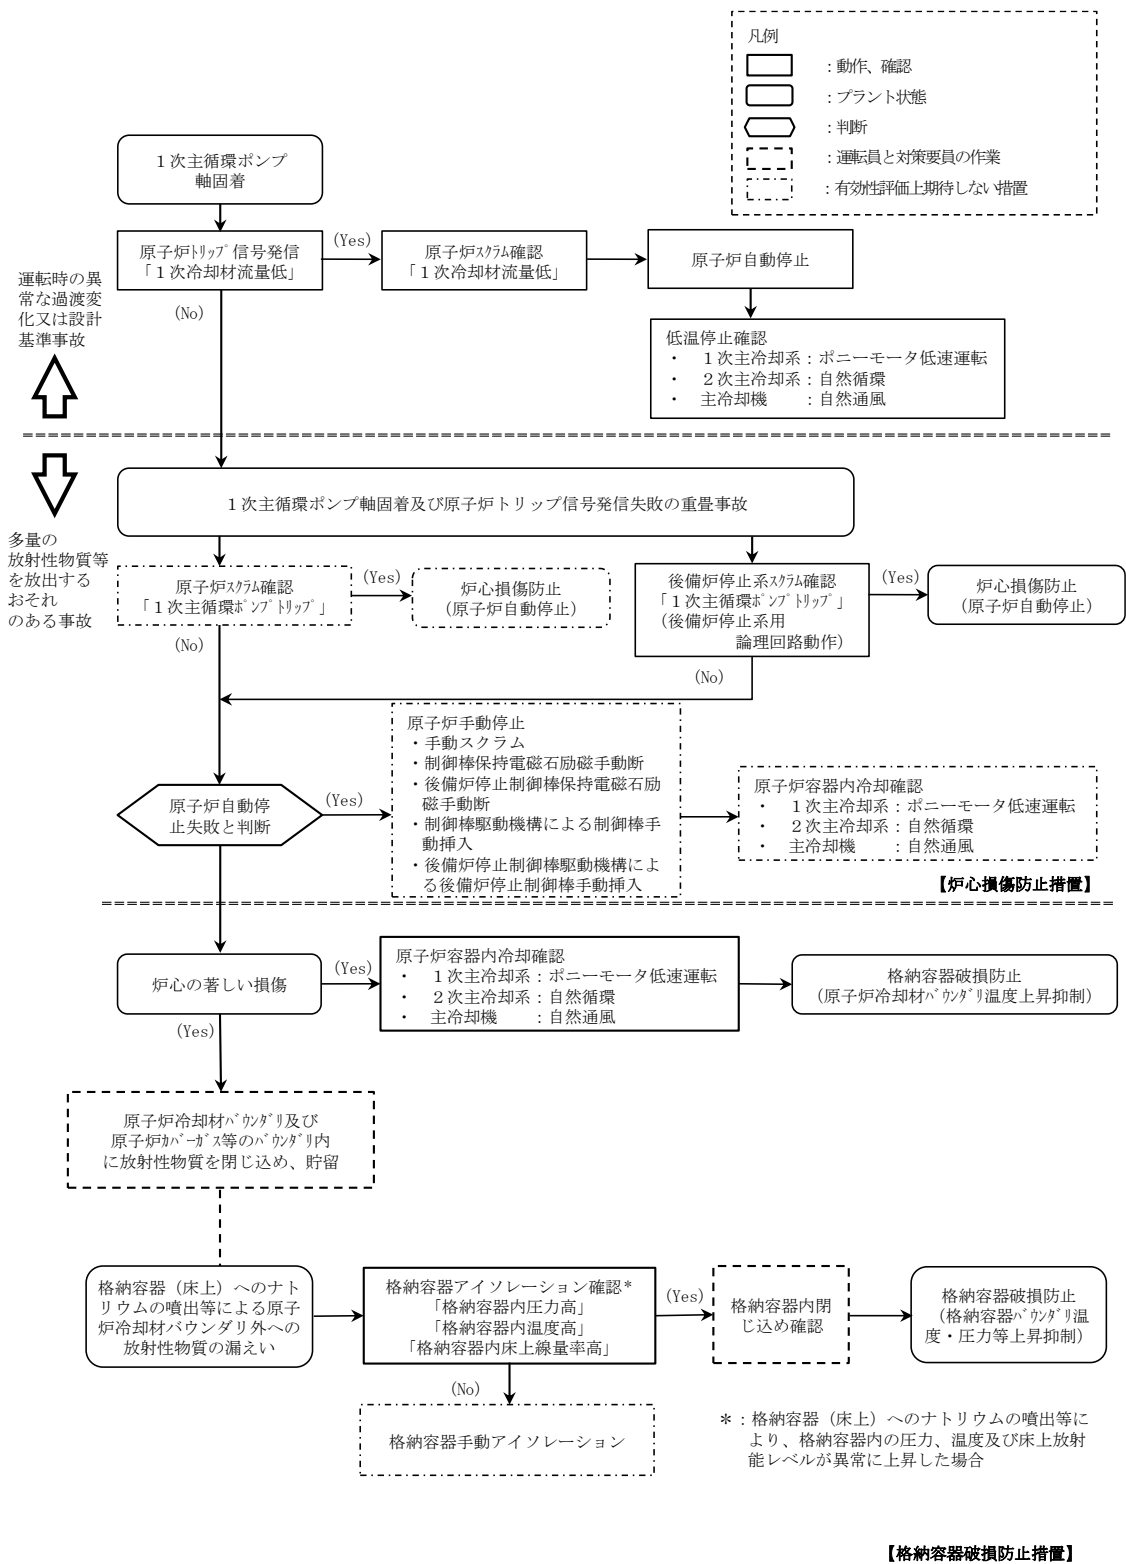 凡例
：動作、確認
：プラント状態
：判断
：運転員と対策要員の作業
：有効性評価上期待しない措置
１次主循環ポンプ
軸固着
原子炉ﾄﾘｯﾌﾟ信号発信
「１次冷却材流量低」
(Yes)
原子炉ｽｸﾗﾑ確認
「１次冷却材流量低」
原子炉自動停止
(No)
運転時の異
常な過渡変
化又は設計
基準事故
低温停止確認
・　１次主冷却系：ポニーモータ低速運転
・　２次主冷却系：自然循環
・　主冷却機　　：自然通風
１次主循環ポンプ軸固着及び原子炉トリップ信号発信失敗の重畳事故
多量の
放射性物質等
を放出する
おそれ
のある事故
原子炉ｽｸﾗﾑ確認
「１次主循環ﾎﾟﾝﾌﾟﾄﾘｯﾌﾟ」
(Yes)
炉心損傷防止
（原子炉自動停止）
後備炉停止系ｽｸﾗﾑ確認
「１次主循環ﾎﾟﾝﾌﾟﾄﾘｯﾌﾟ」
（後備炉停止系用
論理回路動作）
(Yes)
炉心損傷防止
（原子炉自動停止）
(No)
(No)
原子炉自動停
止失敗と判断
(Yes)
原子炉手動停止
・手動スクラム
・制御棒保持電磁石励磁手動断
・後備炉停止制御棒保持電磁石励
磁手動断
・制御棒駆動機構による制御棒手
動挿入
・後備炉停止制御棒駆動機構によ
る後備炉停止制御棒手動挿入
原子炉容器内冷却確認
・　１次主冷却系：ポニーモータ低速運転
・　２次主冷却系：自然循環
・　主冷却機　　：自然通風
【炉心損傷防止措置】
炉心の著しい損傷
(Yes)
原子炉容器内冷却確認
・　１次主冷却系：ポニーモータ低速運転
・　２次主冷却系：自然循環
・　主冷却機　　：自然通風
格納容器破損防止
（原子炉冷却材ﾊﾞｳﾝﾀﾞﾘ温度上昇抑制）
(Yes)
原子炉冷却材ﾊﾞｳﾝﾀﾞﾘ及び
原子炉ｶﾊﾞｰｶﾞｽ等のﾊﾞｳﾝﾀﾞﾘ内
に放射性物質を閉じ込め、貯留
格納容器（床上）へのナト
リウムの噴出等による原子
炉冷却材バウンダリ外への
放射性物質の漏えい
格納容器アイソレーション確認*
「格納容器内圧力高」
「格納容器内温度高」
「格納容器内床上線量率高」
(Yes)
格納容器内閉
じ込め確認
格納容器破損防止
（格納容器ﾊﾞｳﾝﾀﾞﾘ温
度・圧力等上昇抑制）
(No)
格納容器手動アイソレーション
＊：格納容器（床上）へのナトリウムの噴出等に
より、格納容器内の圧力、温度及び床上放射
能レベルが異常に上昇した場合
【格納容器破損防止措置】